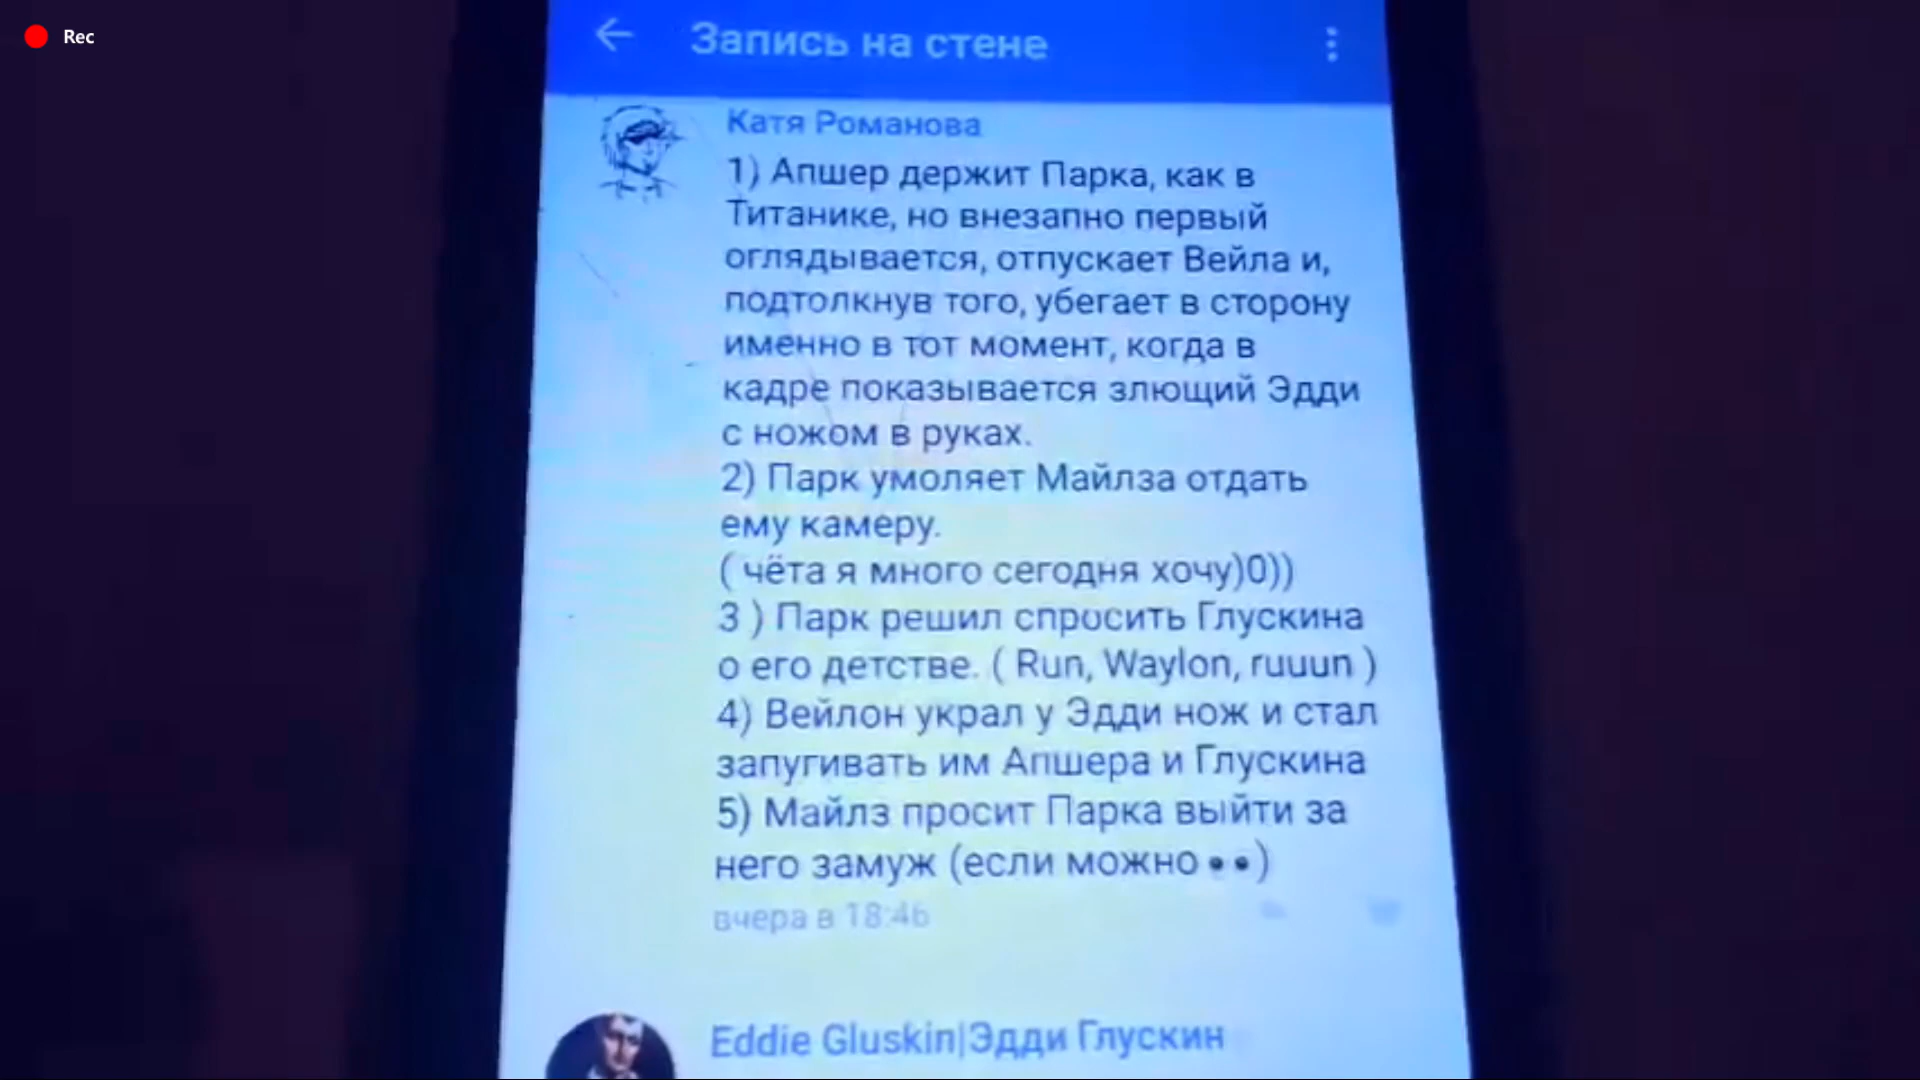 Rec
Запись на стене
Катя Романова
1) Апшер держит Парка, как в
Титанике, но внезапно первый
оглядывается, отпускает Вейла и,
подтолкнув того, убегает в сторону
именно в тот момент, когда в
кадре показывается злющий Эдди
с ножом в руках.
2) Парк умоляет Майлза отдать
ему камеру.
( чёта я много сегодня хочу)0))
3 ) Парк решил спросить Глускина
о его детстве. ( Run, Waylon, ruuun )
4) Вейлон украл у Эдди нож и стал
запугивать им Апшера и Глускина
5) Майлз просит Парка выйти за
него замуж (если можно••)
вчера в 18:46
Eddie Gluskin|Эдди Глускин